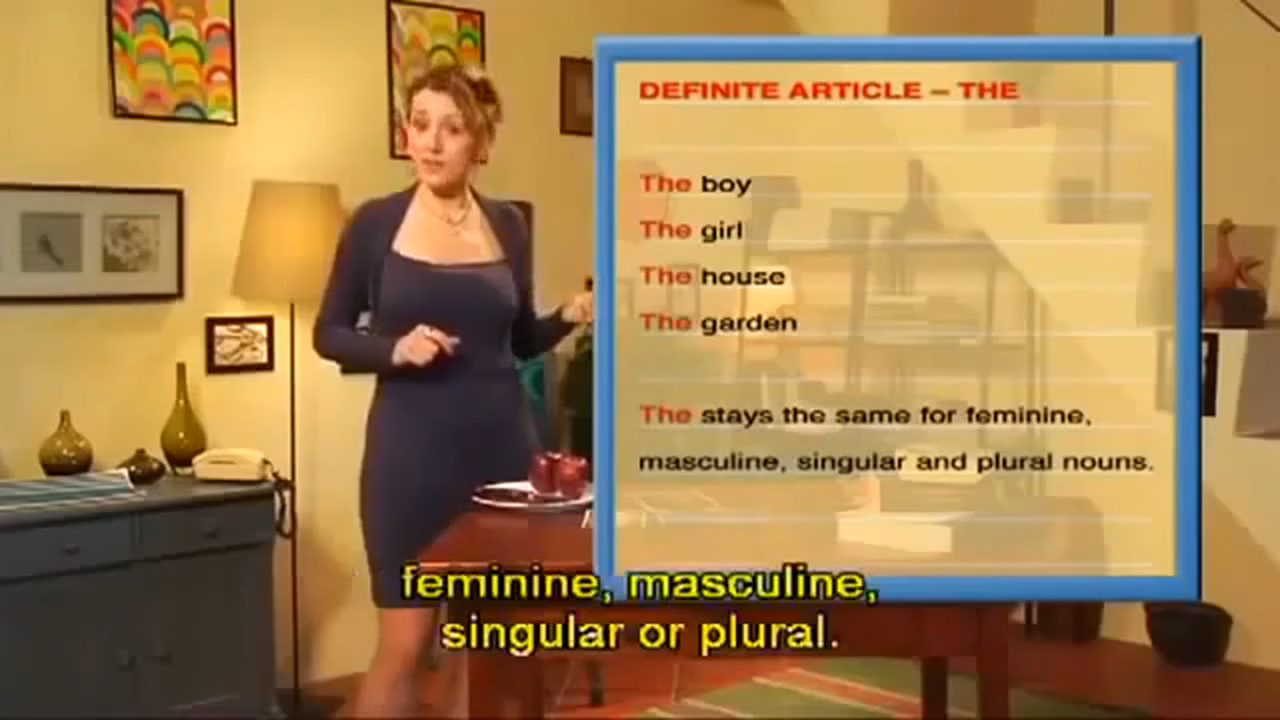 DEFINITE ARTICLE – THE
The boy
The girl
The house
The garden
The stays the same for feminine,
masculine, singular and plural nouns.
feminine, masculine,
singular or plural.